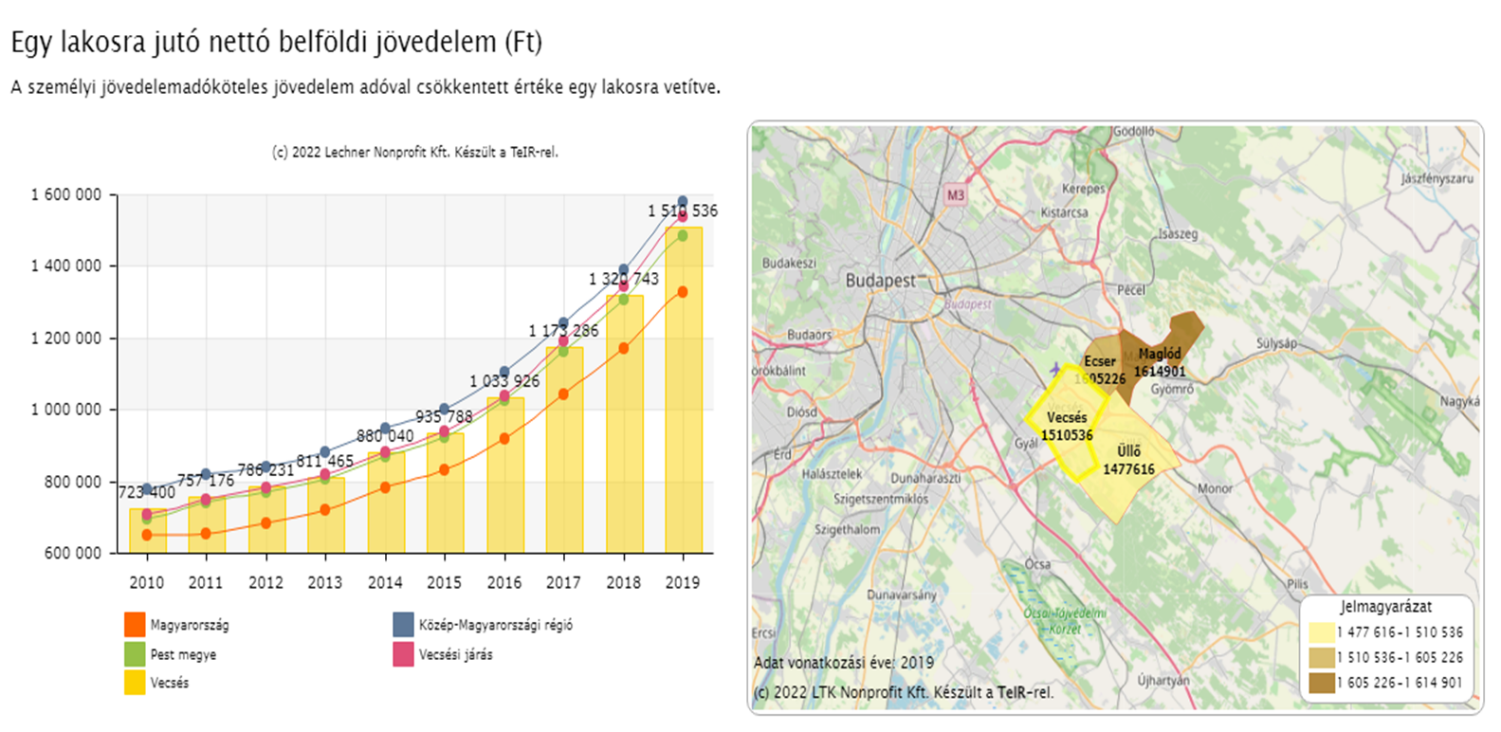 Egy lakosra jutó nettó belföldi jövedelem (Ft)
A személyi jövedelemadóköteles jövedelem adóval csökkentett értéke egy lakosra vetítve.
(c) 2022 Lechner Nonprofit Kft. Készült a TeIR-rel.
1 600 000
1 400 000
1 200 000
1 000 000
800 000
600 000
723 400
757 176
786 231
811 465
880 040
935 788
1 033 926
1 173 286
1 320 743
1 510 536
2010 2011 2012 2013 2014 2015 2016 2017 2018 2019
Magyarország
Közép-Magyarországi régió
Pest megye
Vecsési járás
Vecsés
Gödöllő
Jászfényszaru
Kerepes
M3
Kistarcsa
Isaszeg
Budakeszi
Budapest
Pécel
Budapest
Budaörs
Sülysáp
Ecser
1605226
Maglód
1614901
örökbálint
Gyömrő
Nagyká
Diósd
Vecsés
1510536
Gyál
Érd
Üllő
1477616
Halásztelek
Dunaharaszti
Monor
Szigetszentmiklós
Szigethalom
Ócsa
Pilis
Dunavarsány
Ócsai Tájvédelmi
Körzet
Ercsi
Újhartyán
Adat vonatkozási éve: 2019
(c) 2022 LTK Nonprofit Kft. Készült a TeIR-rel.
Jelmagyarázat
1 477 616-1 510 536
1 510 536-1 605 226
1 605 226-1 614 901